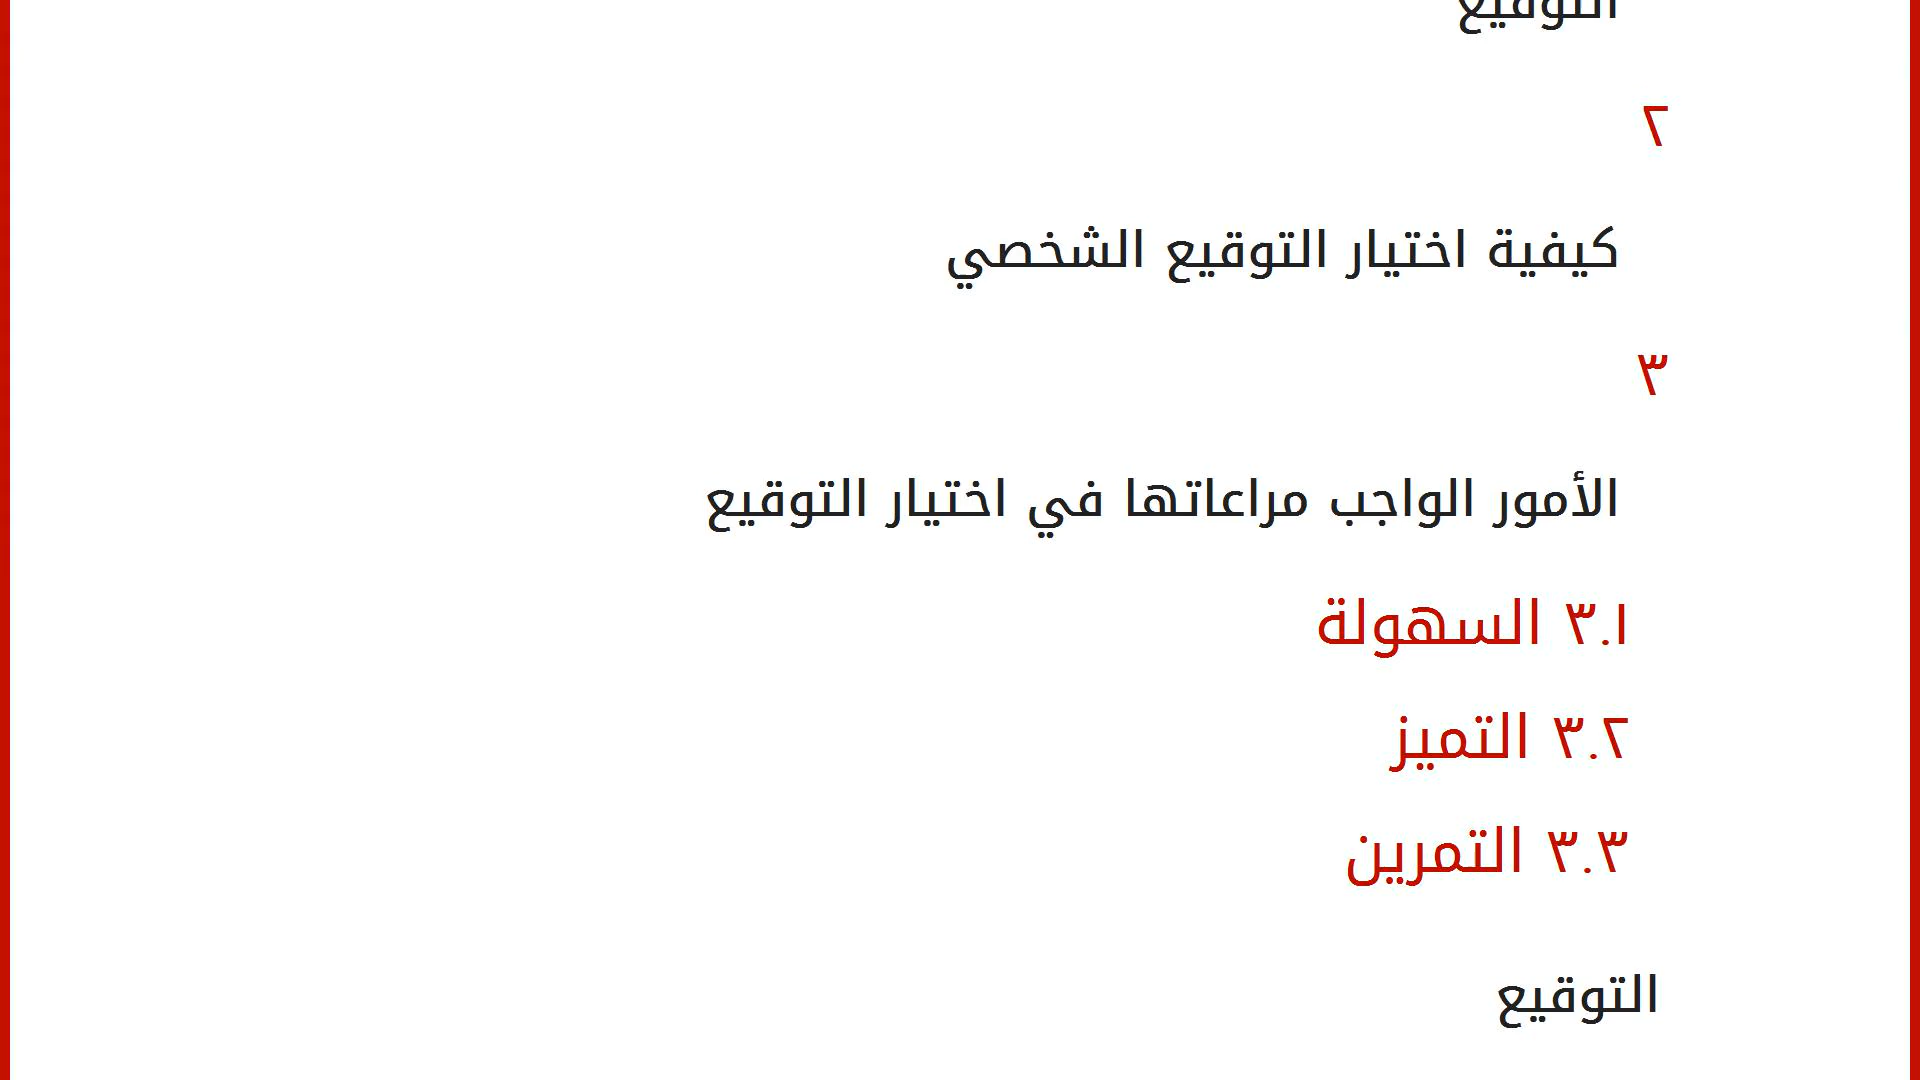 التوقيع
٢
كيفية اختيار التوقيع الشخصي
٣
الأمور الواجب مراعاتها في اختيار التوقيع
٣.١ السهولة
٣.٢ التميز
٣.٣ التمرين
التوقيع